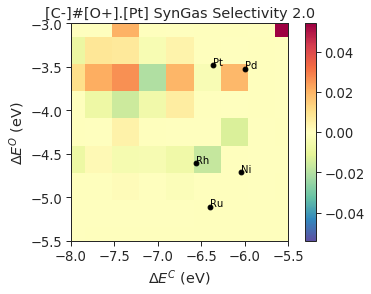 [C-]#[O+].[Pt] SynGas Selectivity 2.0
−3.0
−3.5
−4.0
−4.5
−5.0
−5.5
ΔE^O (eV)
Pt
Pd
Rh
Ni
Ru
−8.0 −7.5 −7.0 −6.5 −6.0 −5.5
ΔE^C (eV)
0.04
0.02
0.00
−0.02
−0.04